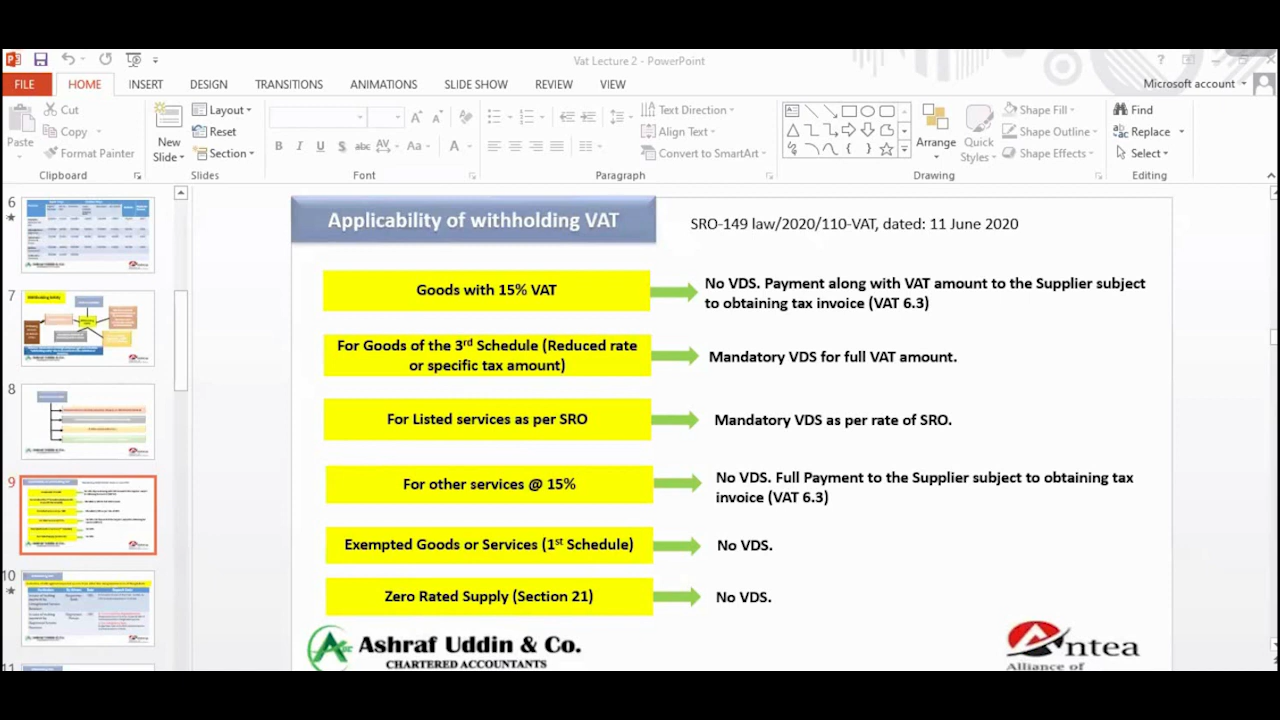 Vat Lecture 2 - PowerPoint
FILE HOME INSERT DESIGN TRANSITIONS ANIMATIONS SLIDE SHOW REVIEW VIEW Microsoft account
Cut
Copy
Format Painter
Paste
Clipboard
New
Slide
Layout
Reset
Section
Slides
Font
Text Direction
Align Text
Convert to SmartArt
Paragraph
Arrange
Quick
Styles
Shape Fill
Shape Outline
Shape Effects
Drawing
Find
Replace
Select
Editing
6
7
8
9
10
Applicability of withholding VAT
SRO-149 law/2020/110-VAT, dated: 11 June 2020
Goods with 15% VAT
No VDS. Payment along with VAT amount to the Supplier subject
to obtaining tax invoice (VAT 6.3)
For Goods of the 3rd Schedule (Reduced rate
or specific tax amount)
Mandatory VDS for full VAT amount.
For Listed services as per SRO
Mandatory VDS as per rate of SRO.
For other services @ 15%
No VDS. Full Payment to the Supplier subject to obtaining tax
invoice (VAT 6.3)
Exempted Goods or Services (1st Schedule)
No VDS.
Zero Rated Supply (Section 21)
No VDS.
Ashraf Uddin & Co.
CHARTERED ACCOUNTANTS
ntea
Alliance of